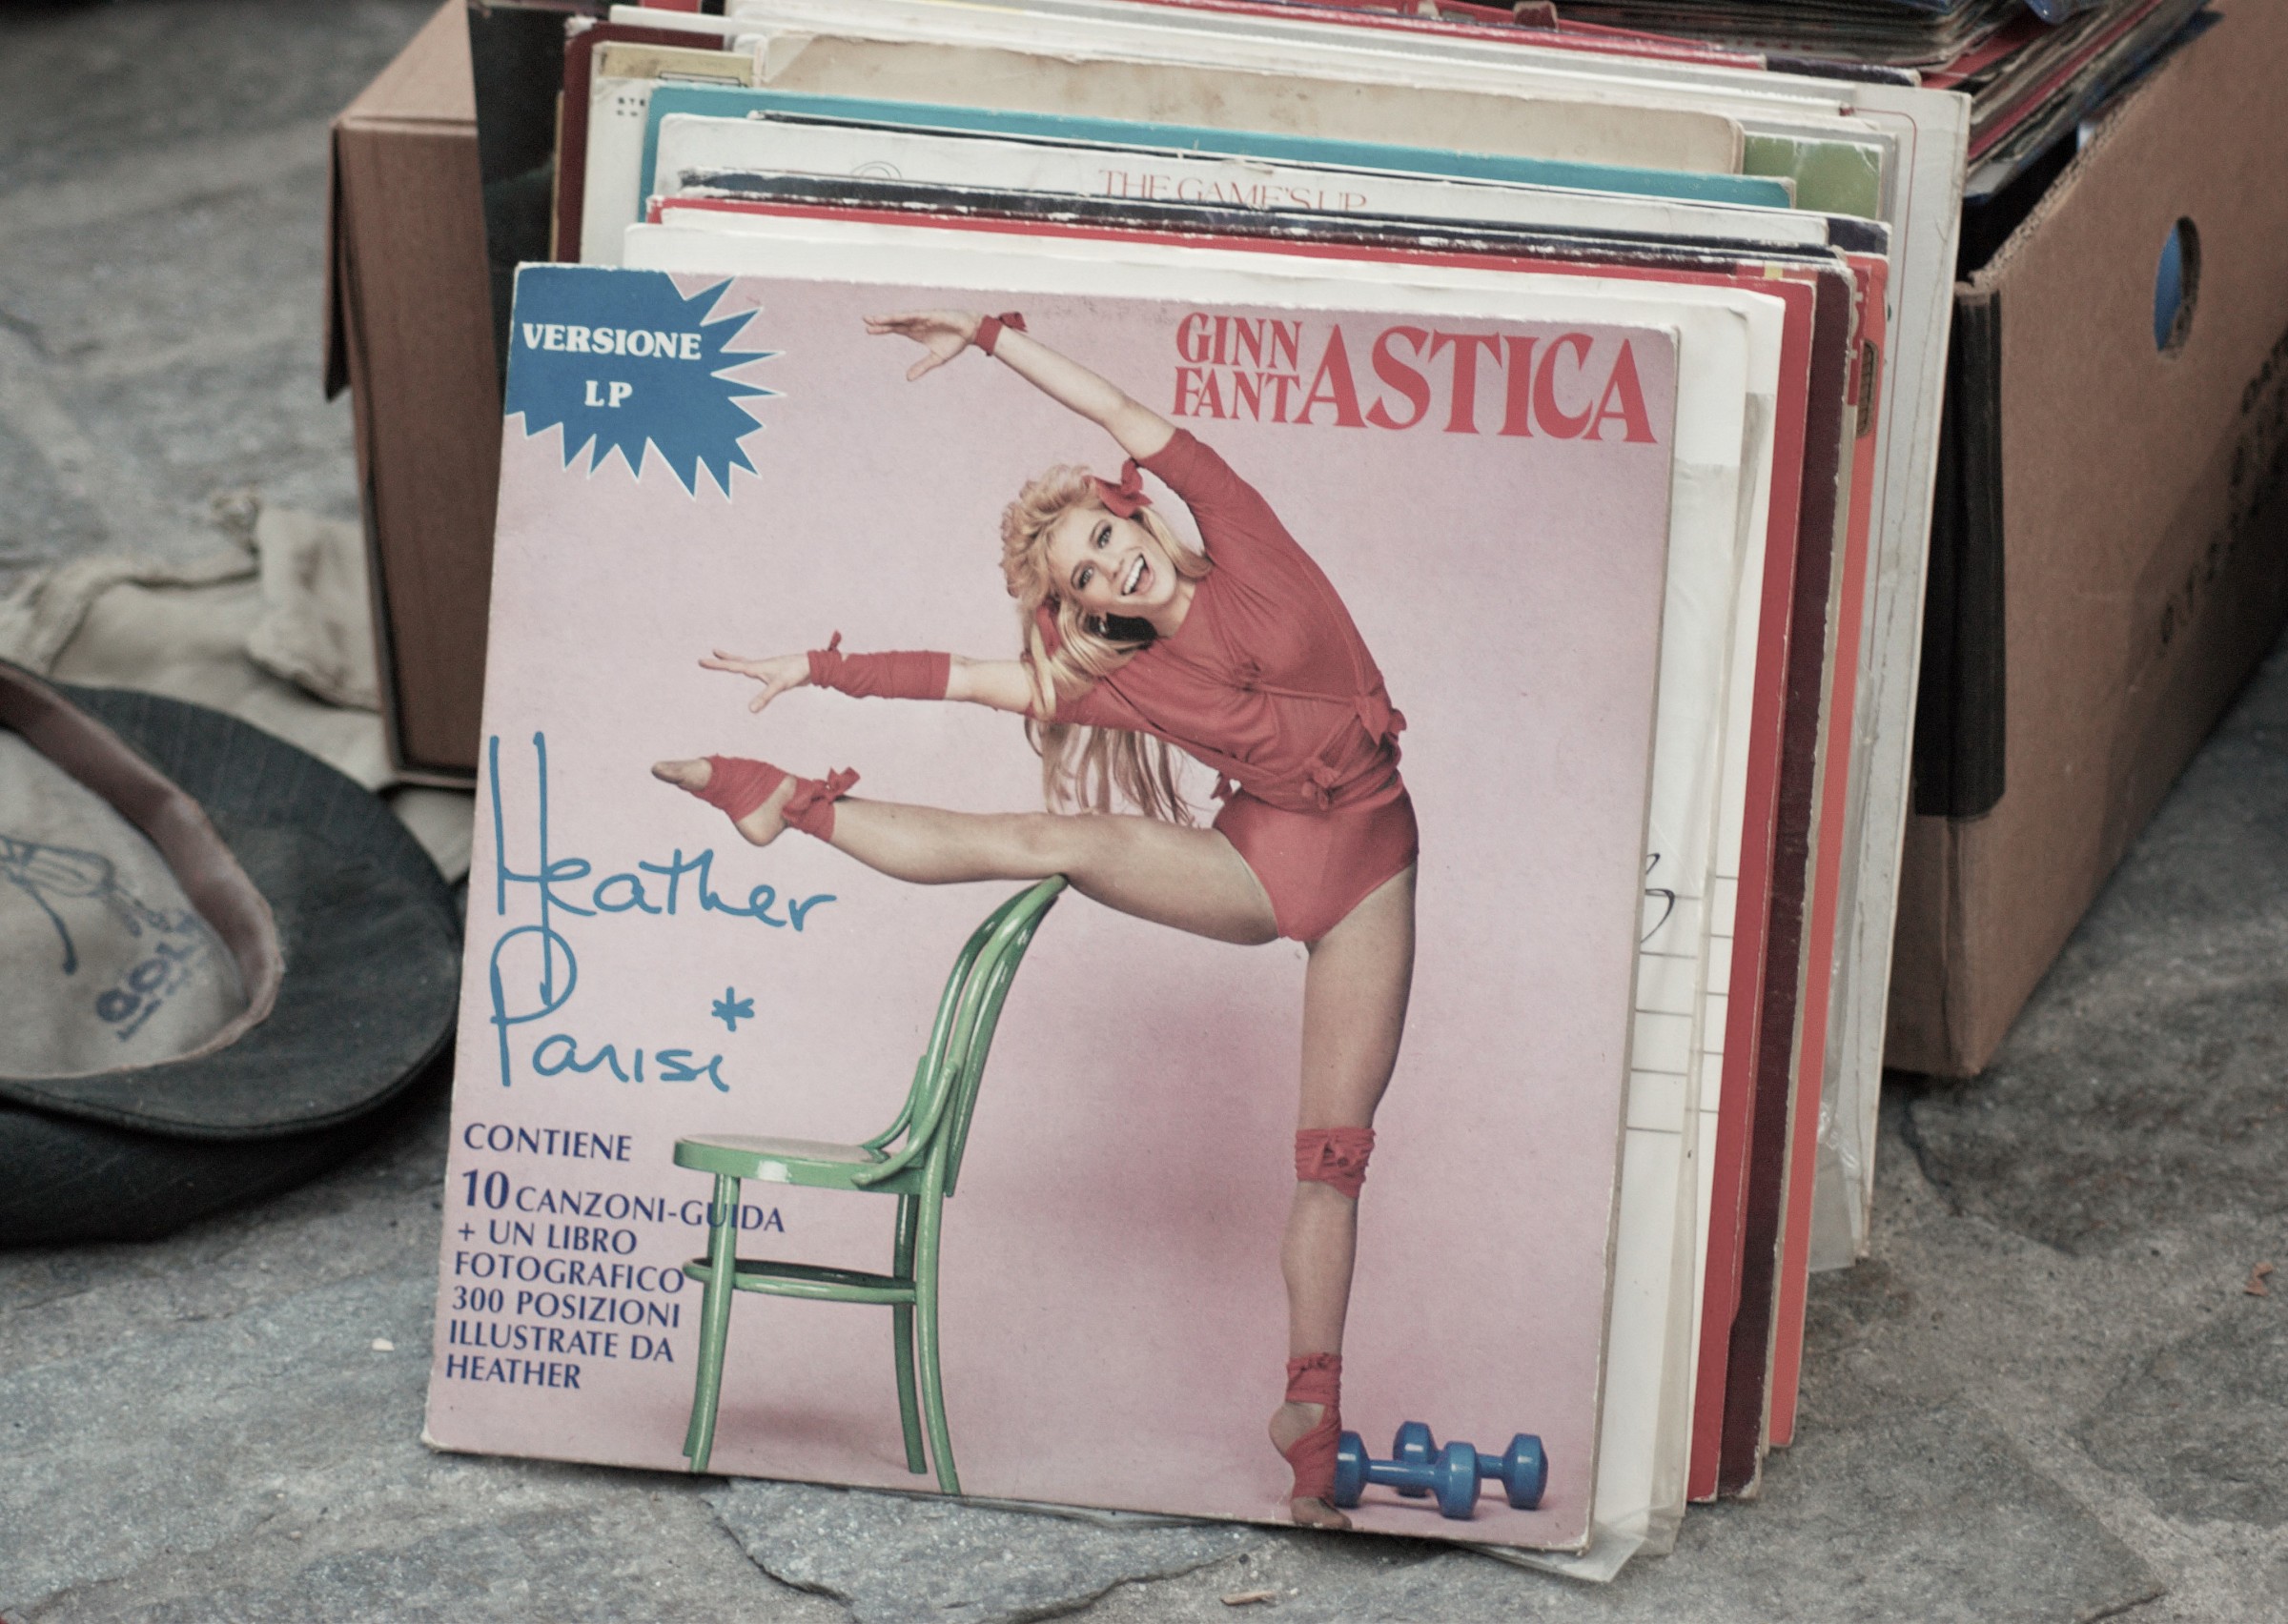 THE GAME'S UP
VERSIONE
LP
GINN
FANTASTICA
Heather
Parisi
CONTIENE
10 CANZONI-GUIDA
+ UN LIBRO
FOTOGRAFICO
300 POSIZIONI
ILLUSTRATE DA
HEATHER